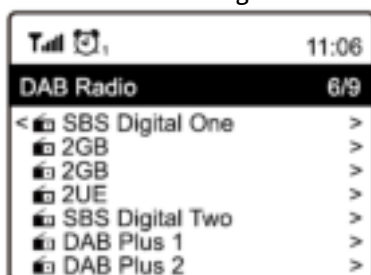 11:06
DAB Radio 6/9
< SBS Digital One >
2GB >
2GB >
2UE >
SBS Digital Two >
DAB Plus 1 >
DAB Plus 2 >